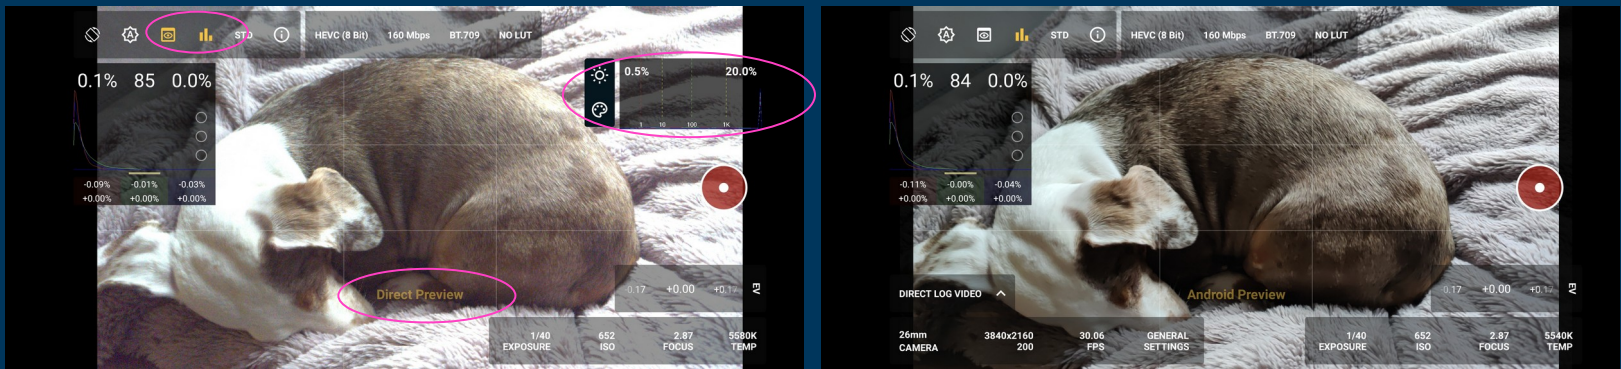 STD HEVC (8 Bit) 160 Mbps BT.709 NO LUT
0.1% 85 0.0%
0.5% 20.0%
1 10 100 1K
-0.09% -0.01% -0.03%
+0.00% +0.00% +0.00%
Direct Preview
0.17 +0.00 +0.17 EV
1/40 652 2.87 5580K
EXPOSURE ISO FOCUS TEMP
STD HEVC (8 Bit) 160 Mbps BT.709 NO LUT
0.1% 84 0.0%
-0.11% -0.00% -0.04%
+0.00% +0.00% +0.00%
DIRECT LOG VIDEO
Android Preview
0.17 +0.00 +0.17 EV
26mm 3840x2160 30.06 GENERAL 1/40 652 2.87 5540K
CAMERA 200 FPS SETTINGS EXPOSURE ISO FOCUS TEMP